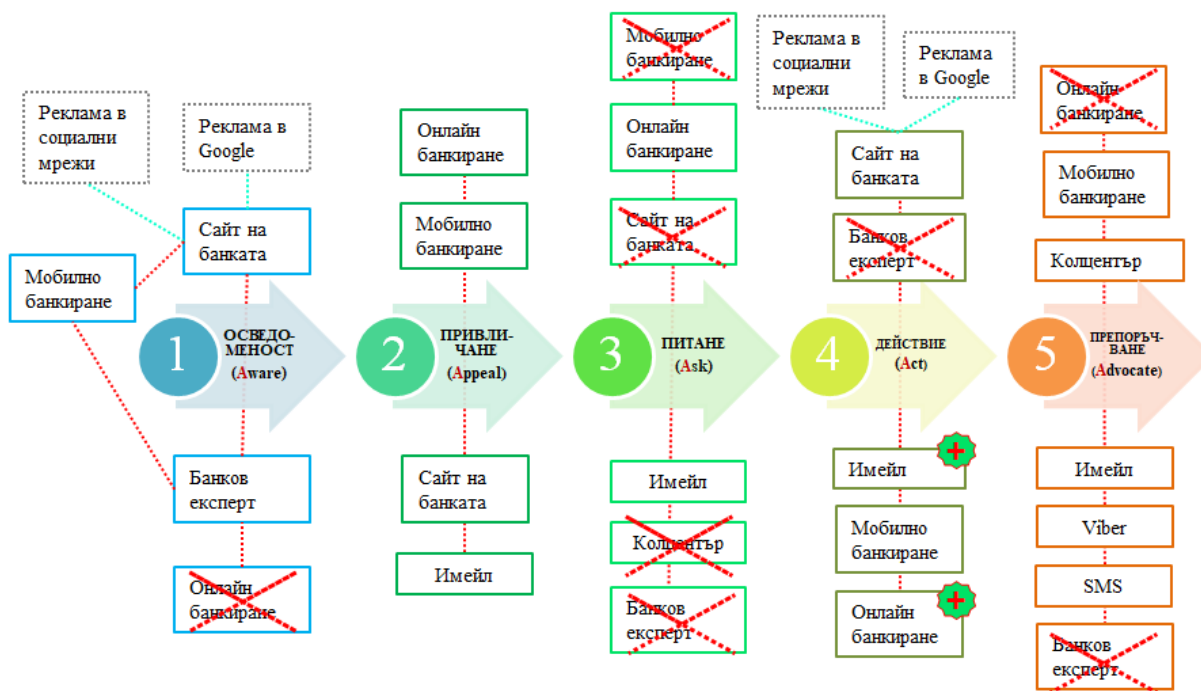 Реклама в
социални
мрежи
Реклама в
Google
Сайт на
банката
Мобилно
банкиране
1
ОСВЕДО-
МЕНОСТ
(Aware)
Банков
експерт
Онлайн
банкиране
Онлайн
банкиране
Мобилно
банкиране
2
ПРИВЛИ-
ЧАНЕ
(Appeal)
Сайт на
банката
Имейл
Мобилно
банкиране
Онлайн
банкиране
Сайт на
банката
3
ПИТАНЕ
(Ask)
Имейл
Колцентър
Банков
експерт
Реклама в
социални
мрежи
Реклама
в Google
Сайт на
банката
Банков
експерт
4
ДЕЙСТВИЕ
(Act)
Имейл
+
Мобилно
банкиране
+
Онлайн
банкиране
Онлайн
банкиране
Мобилно
банкиране
Колцентър
5
ПРЕПОРЪЧ-
ВАНЕ
(Advocate)
Имейл
Viber
SMS
Банков
експерт